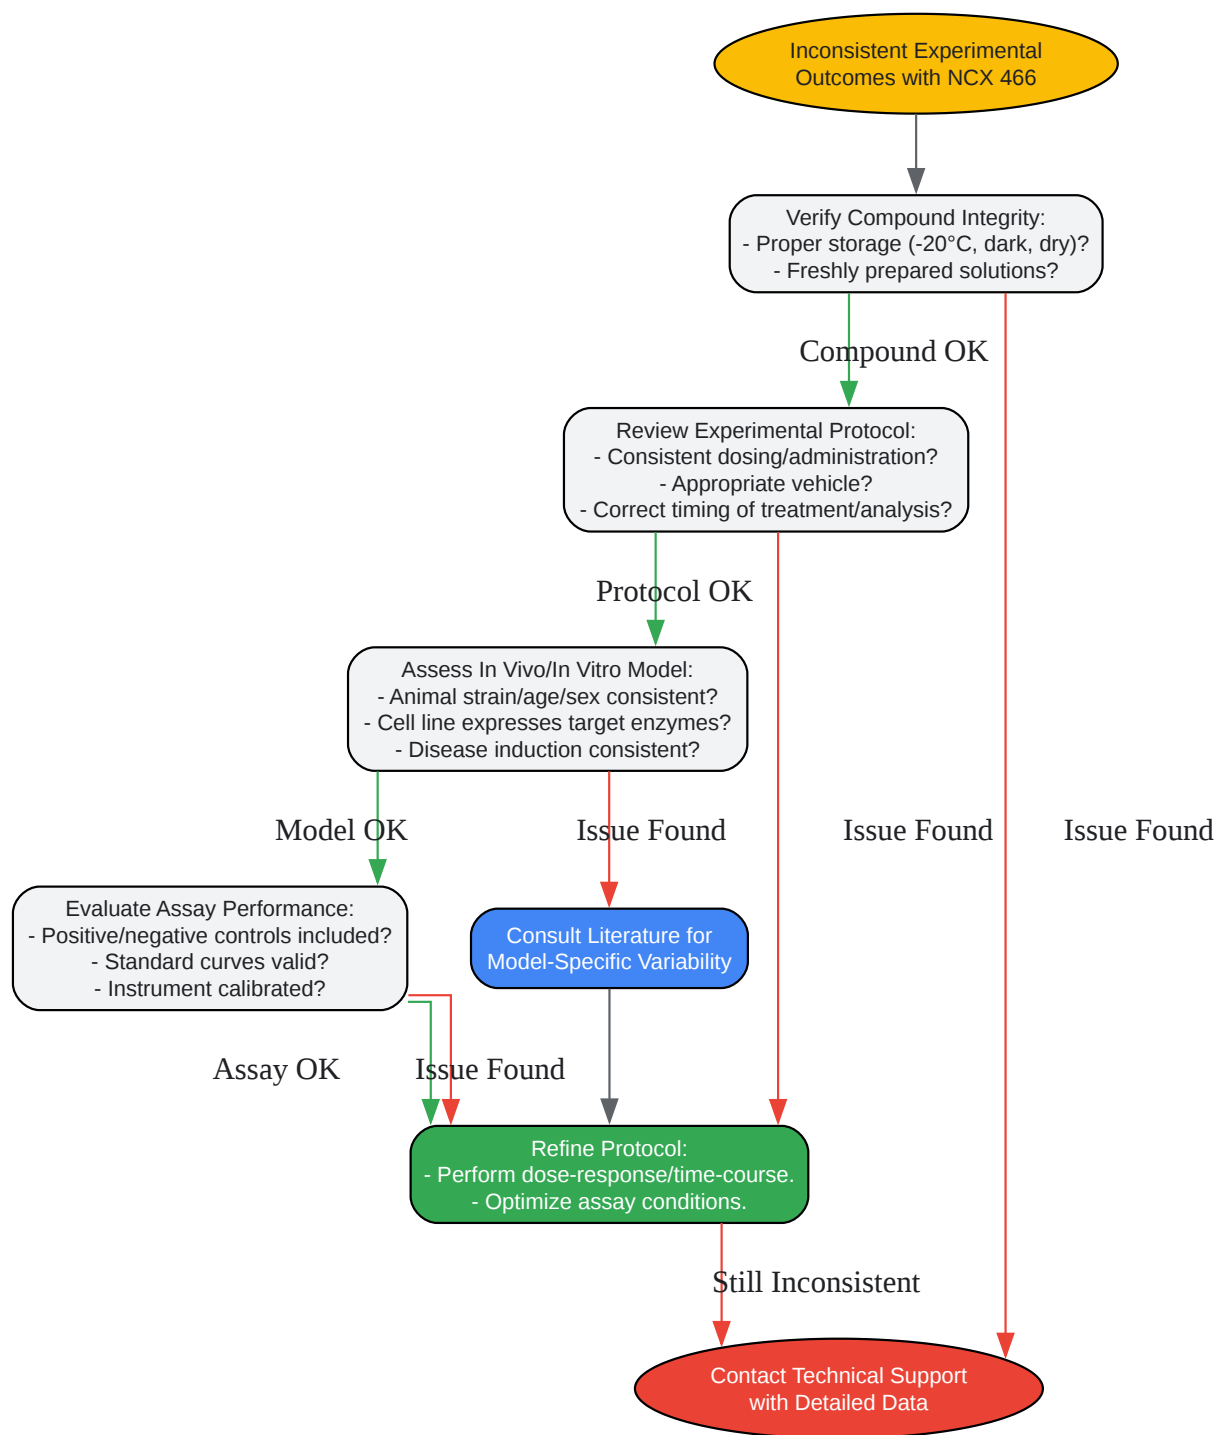 Inconsistent Experimental
Outcomes with NCX 466
Verify Compound Integrity:
- Proper storage (-20°C, dark, dry)?
- Freshly prepared solutions?
Compound OK
Review Experimental Protocol:
- Consistent dosing/administration?
- Appropriate vehicle?
- Correct timing of treatment/analysis?
Protocol OK
Assess In Vivo/In Vitro Model:
- Animal strain/age/sex consistent?
- Cell line expresses target enzymes?
- Disease induction consistent?
Model OK
Issue Found
Issue Found
Issue Found
Evaluate Assay Performance:
- Positive/negative controls included?
- Standard curves valid?
- Instrument calibrated?
Consult Literature for
Model-Specific Variability
Assay OK
Issue Found
Refine Protocol:
- Perform dose-response/time-course.
- Optimize assay conditions.
Still Inconsistent
Contact Technical Support
with Detailed Data